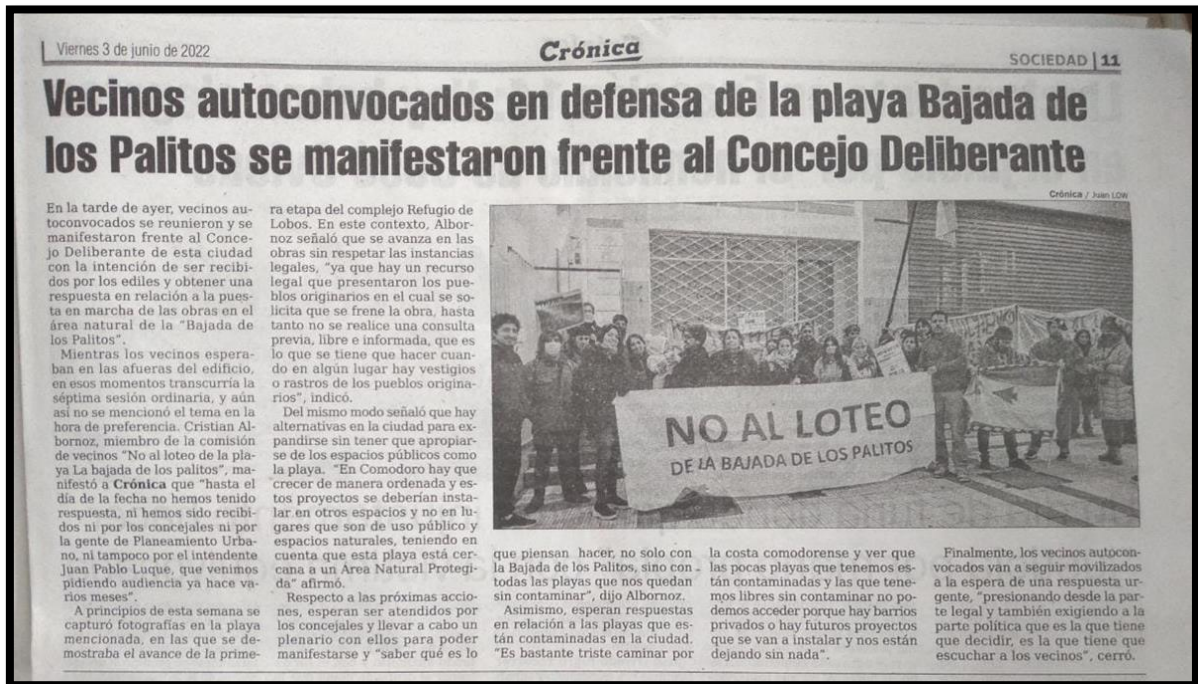 Viernes 3 de junio de 2022
Crónica
SOCIEDAD | 11
Vecinos autoconvocados en defensa de la playa Bajada de
los Palitos se manifestaron frente al Concejo Deliberante
Crónica / Juan LOW
En la tarde de ayer, vecinos au-
toconvocados se reunieron y se
manifestaron frente al Conce-
jo Deliberante de esta ciudad
con la intención de ser recibi-
dos por los ediles y obtener una
respuesta en relación a la pues-
ta en marcha de las obras en el
área natural de la "Bajada de
los Palitos".
Mientras los vecinos espera-
ban en las afueras del edificio,
en esos momentos transcurría la
séptima sesión ordinaria, y aún
así no se mencionó el tema en la
hora de preferencia. Cristian Al-
bornoz, miembro de la comisión
de vecinos "No al loteo de la pla-
ya La bajada de los palitos", ma-
nifestó a Crónica que "hasta el
día de la fecha no hemos tenido
respuesta, ni hemos sido recibi-
dos ni por los concejales ni por
la gente de Planeamiento Urba-
no, ni tampoco por el intendente
Juan Pablo Luque, que venimos
pidiendo audiencia ya hace va-
rios meses".
A principios de esta semana se
capturó fotografías en la playa
mencionada, en las que se de-
mostraba el avance de la prime-
ra etapa del complejo Refugio de
Lobos. En este contexto, Albor-
noz señaló que se avanza en las
obras sin respetar las instancias
legales, "ya que hay un recurso
legal que presentaron los pue-
blos originarios en el cual se so-
licita que se frene la obra, hasta
tanto no se realice una consulta
previa, libre e informada, que es
lo que se tiene que hacer cuan-
do en algún lugar hay vestigios
o rastros de los pueblos origina-
rios", indicó.
Del mismo modo señaló que hay
alternativas en la ciudad para ex-
pandirse sin tener que apropiar-
se de los espacios públicos como
la playa. "En Comodoro hay que
crecer de manera ordenada y es-
tos proyectos se deberían insta-
lar en otros espacios y no en lu-
gares que son de uso público y
espacios naturales, teniendo en
cuenta que esta playa está cer-
cana a un Área Natural Protegi-
da" afirmó.
Respecto a las próximas accio-
nes, esperan ser atendidos por
los concejales y llevar a cabo un
plenario con ellos para poder
manifestarse y "saber qué es lo
NO AL LOTEO
DE LA BAJADA DE LOS PALITOS
que piensan hacer, no solo con
la Bajada de los Palitos, sino con
todas las playas que nos quedan
sin contaminar", dijo Albornoz.
Asimismo, esperan respuestas
en relación a las playas que es-
tán contaminadas en la ciudad.
"Es bastante triste caminar por
la costa comodorense y ver que
las pocas playas que tenemos es-
tán contaminadas y las que tene-
mos libres sin contaminar no po-
demos acceder porque hay barrios
privados o hay futuros proyectos
que se van a instalar y nos están
dejando sin nada".
Finalmente, los vecinos autocon-
vocados van a seguir movilizados
a la espera de una respuesta ur-
gente, "presionando desde la par-
te legal y también exigiendo a la
parte política que es la que tiene
que decidir, es la que tiene que
escuchar a los vecinos", cerró.